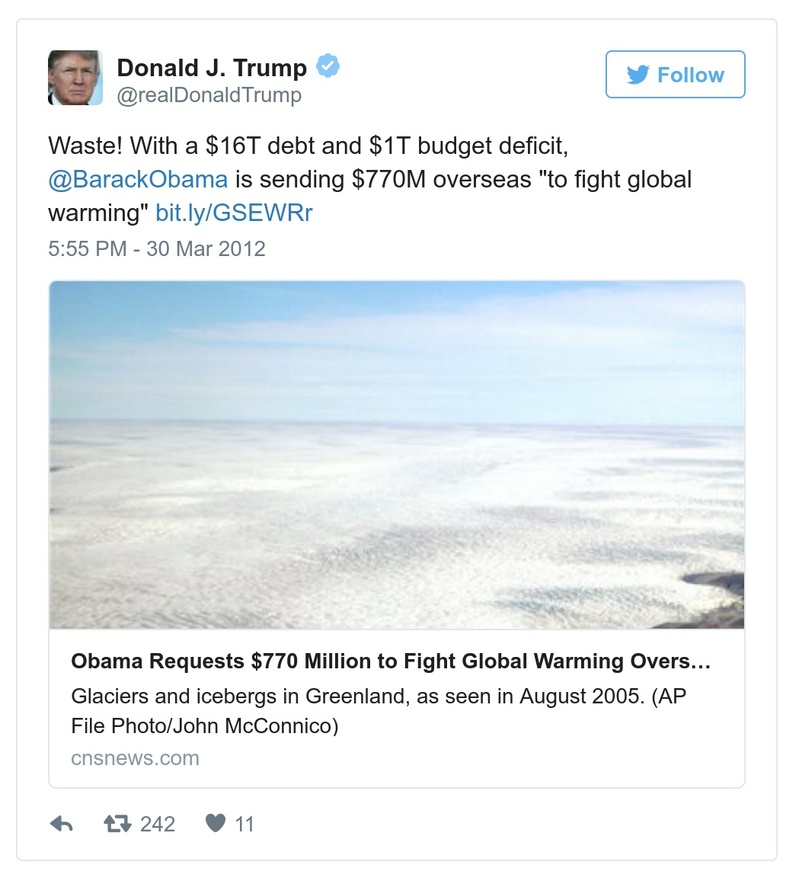 Donald J. Trump
@realDonaldTrump
Follow
Waste! With a $16T debt and $1T budget deficit,
@BarackObama is sending $770M overseas "to fight global
warming" bit.ly/GSEWRr
5:55 PM - 30 Mar 2012
Obama Requests $770 Million to Fight Global Warming Overs…
Glaciers and icebergs in Greenland, as seen in August 2005. (AP
File Photo/John McConnico)
cnsnews.com
242 11